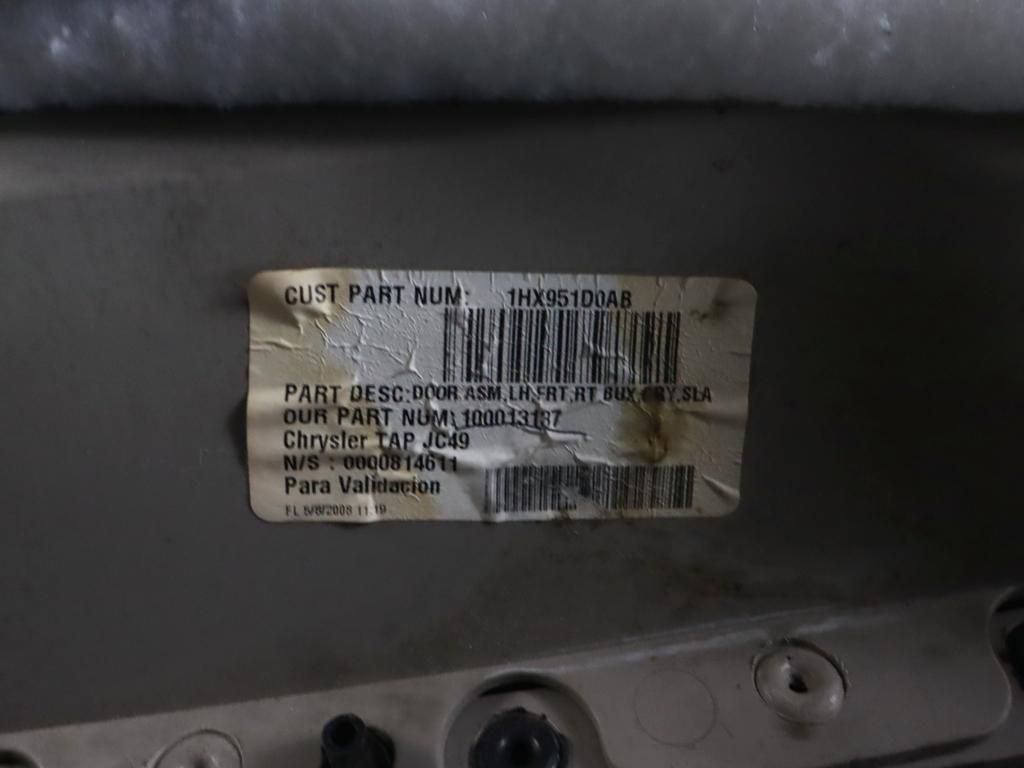 CUST PART NUM: 1HX951D0AB
PART DESC:DOOR ASM,LH,FRT,RT BUX,CRY,SLA
OUR PART NUM: 100013137
Chrysler TAP JC49
N/S : 0000814611
Para Validacion
FL 5/8/2008 11:19